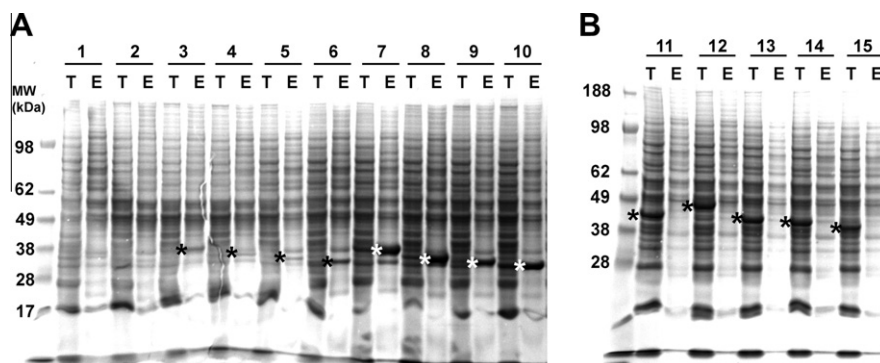 A
1 2 3 4 5 6 7 8 9 10
T E T E T E T E T E T E T E T E T E T E
MW
(kDa)
98
62
49
38
28
17
* * * * * * * *
B
11 12 13 14 15
T E T E T E T E T E
188
98
62
49
38
28
* * * * *